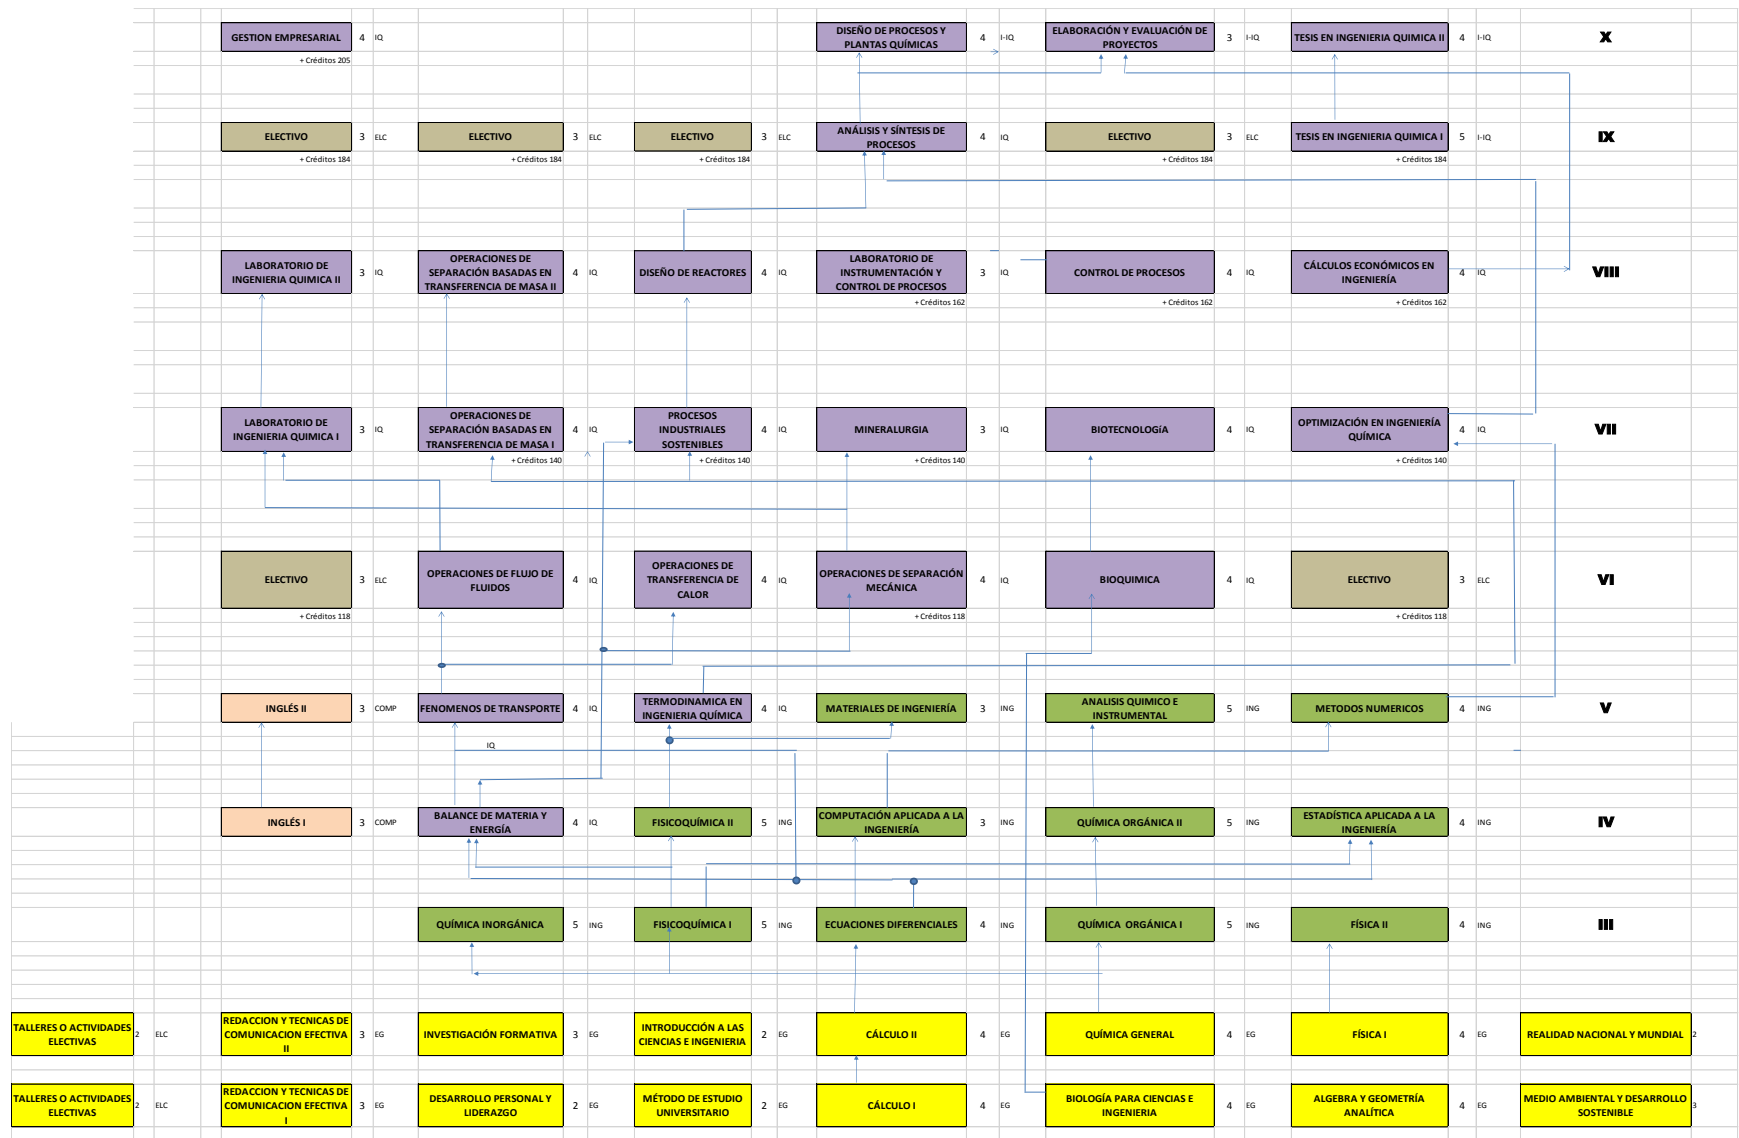 GESTION EMPRESARIAL 4 IQ
DISEÑO DE PROCESOS Y
PLANTAS QUÍMICAS 4 I-IQ
ELABORACIÓN Y EVALUACIÓN DE
PROYECTOS 3 I-IQ
TESIS EN INGENIERIA QUIMICA II 4 I-IQ
X
+ Créditos 205
ELECTIVO 3 ELC
ELECTIVO 3 ELC
ELECTIVO 3 ELC
ANÁLISIS Y SÍNTESIS DE
PROCESOS 4 IQ
ELECTIVO 3 ELC
TESIS EN INGENIERIA QUIMICA I 5 I-IQ
IX
+ Créditos 184
+ Créditos 184
+ Créditos 184
+ Créditos 184
+ Créditos 184
LABORATORIO DE
INGENIERIA QUIMICA II 3 IQ
OPERACIONES DE
SEPARACIÓN BASADAS EN
TRANSFERENCIA DE MASA II 4 IQ
DISEÑO DE REACTORES 4 IQ
LABORATORIO DE
INSTRUMENTACIÓN Y
CONTROL DE PROCESOS 3 IQ
CONTROL DE PROCESOS 4 IQ
CÁLCULOS ECONÓMICOS EN
INGENIERÍA 4 IQ
VIII
+ Créditos 162
+ Créditos 162
+ Créditos 162
LABORATORIO DE
INGENIERIA QUIMICA I 3 IQ
OPERACIONES DE
SEPARACIÓN BASADAS EN
TRANSFERENCIA DE MASA I 4 IQ
PROCESOS
INDUSTRIALES
SOSTENIBLES 4 IQ
MINERALURGIA 3 IQ
BIOTECNOLOGíA 4 IQ
OPTIMIZACIÓN EN INGENIERÍA
QUÍMICA 4 IQ
VII
+ Créditos 140
+ Créditos 140
+ Créditos 140
+ Créditos 140
ELECTIVO 3 ELC
OPERACIONES DE FLUJO DE
FLUIDOS 4 IQ
OPERACIONES DE
TRANSFERENCIA DE
CALOR 4 IQ
OPERACIONES DE SEPARACIÓN
MECÁNICA 4 IQ
BIOQUIMICA 4 IQ
ELECTIVO 3 ELC
VI
+ Créditos 118
+ Créditos 118
+ Créditos 118
INGLÉS II 3 COMP
FENOMENOS DE TRANSPORTE 4 IQ
TERMODINAMICA EN
INGENIERIA QUÍMICA 4 IQ
MATERIALES DE INGENIERÍA 3 ING
ANALISIS QUIMICO E
INSTRUMENTAL 5 ING
METODOS NUMERICOS 4 ING
V
IQ
INGLÉS I 3 COMP
BALANCE DE MATERIA Y
ENERGÍA 4 IQ
FISICOQUÍMICA II 5 ING
COMPUTACIÓN APLICADA A LA
INGENIERÍA 3 ING
QUÍMICA ORGÁNICA II 5 ING
ESTADÍSTICA APLICADA A LA
INGENIERÍA 4 ING
IV
QUÍMICA INORGÁNICA 5 ING
FISICOQUÍMICA I 5 ING
ECUACIONES DIFERENCIALES 4 ING
QUÍMICA ORGÁNICA I 5 ING
FÍSICA II 4 ING
III
TALLERES O ACTIVIDADES
ELECTIVAS 2 ELC
REDACCION Y TECNICAS DE
COMUNICACION EFECTIVA
II 3 EG
INVESTIGACIÓN FORMATIVA 3 EG
INTRODUCCIÓN A LAS
CIENCIAS E INGENIERIA 2 EG
CÁLCULO II 4 EG
QUÍMICA GENERAL 4 EG
FÍSICA I 4 EG
REALIDAD NACIONAL Y MUNDIAL 2
TALLERES O ACTIVIDADES
ELECTIVAS 2 ELC
REDACCION Y TECNICAS DE
COMUNICACION EFECTIVA
I 3 EG
DESARROLLO PERSONAL Y
LIDERAZGO 2 EG
MÉTODO DE ESTUDIO
UNIVERSITARIO 2 EG
CÁLCULO I 4 EG
BIOLOGÍA PARA CIENCIAS E
INGENIERIA 4 EG
ALGEBRA Y GEOMETRÍA
ANALÍTICA 4 EG
MEDIO AMBIENTAL Y DESARROLLO
SOSTENIBLE 3